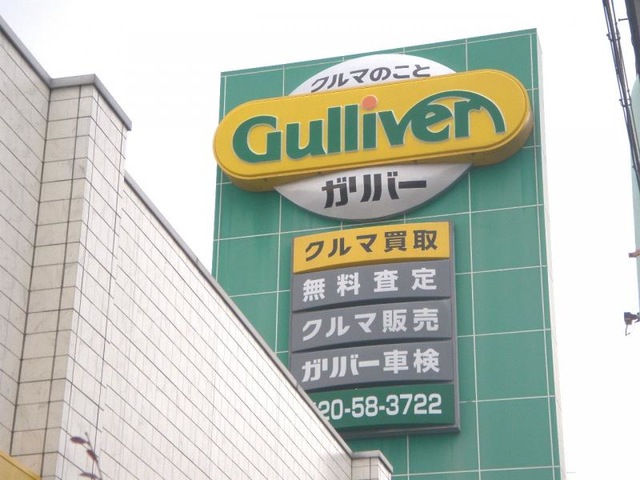 クルマのこと
Gulliver
ガリバー
クルマ買取
無料査定
クルマ販売
ガリバー車検
20-58-3722